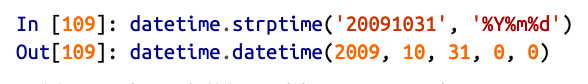 In [109]: datetime.strptime('20091031', '%Y%m%d')
Out[109]: datetime.datetime(2009, 10, 31, 0, 0)